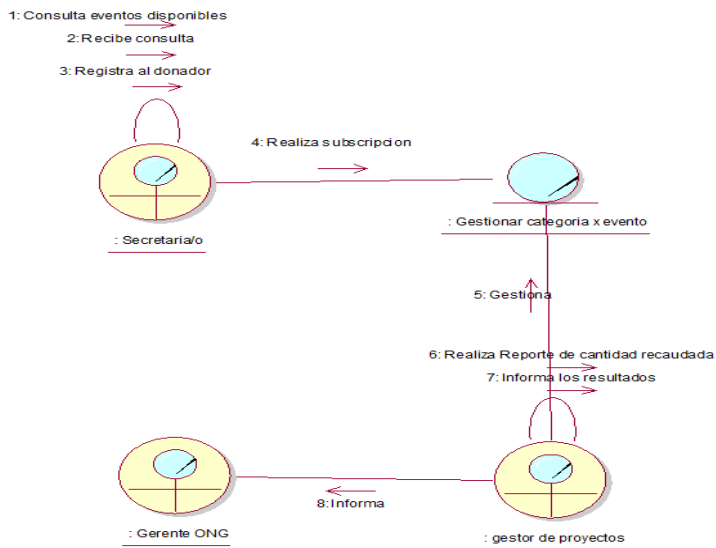 1: Consulta eventos disponibles
2: Recibe consulta
3: Registra al donador
4: Realiza subscripcion
: Secretaria/o
: Gestionar categoria x evento
5: Gestiona
6: Realiza Reporte de cantidad recaudada
7: Informa los resultados
8: Informa
: Gerente ONG
: gestor de proyectos